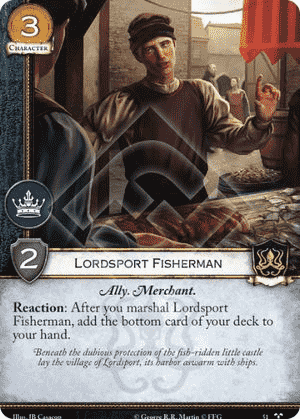 3
CHARACTER
2
LORDSPORT FISHERMAN
Ally. Merchant.
Reaction: After you marshal Lordsport
Fisherman, add the bottom card of your deck to
your hand.
Beneath the dubious protection of the fish-ridden little castle
lay the village of Lordsport, its harbor aswarm with ships.
Illus. JB Casacop
© George R.R. Martin © FFG
51